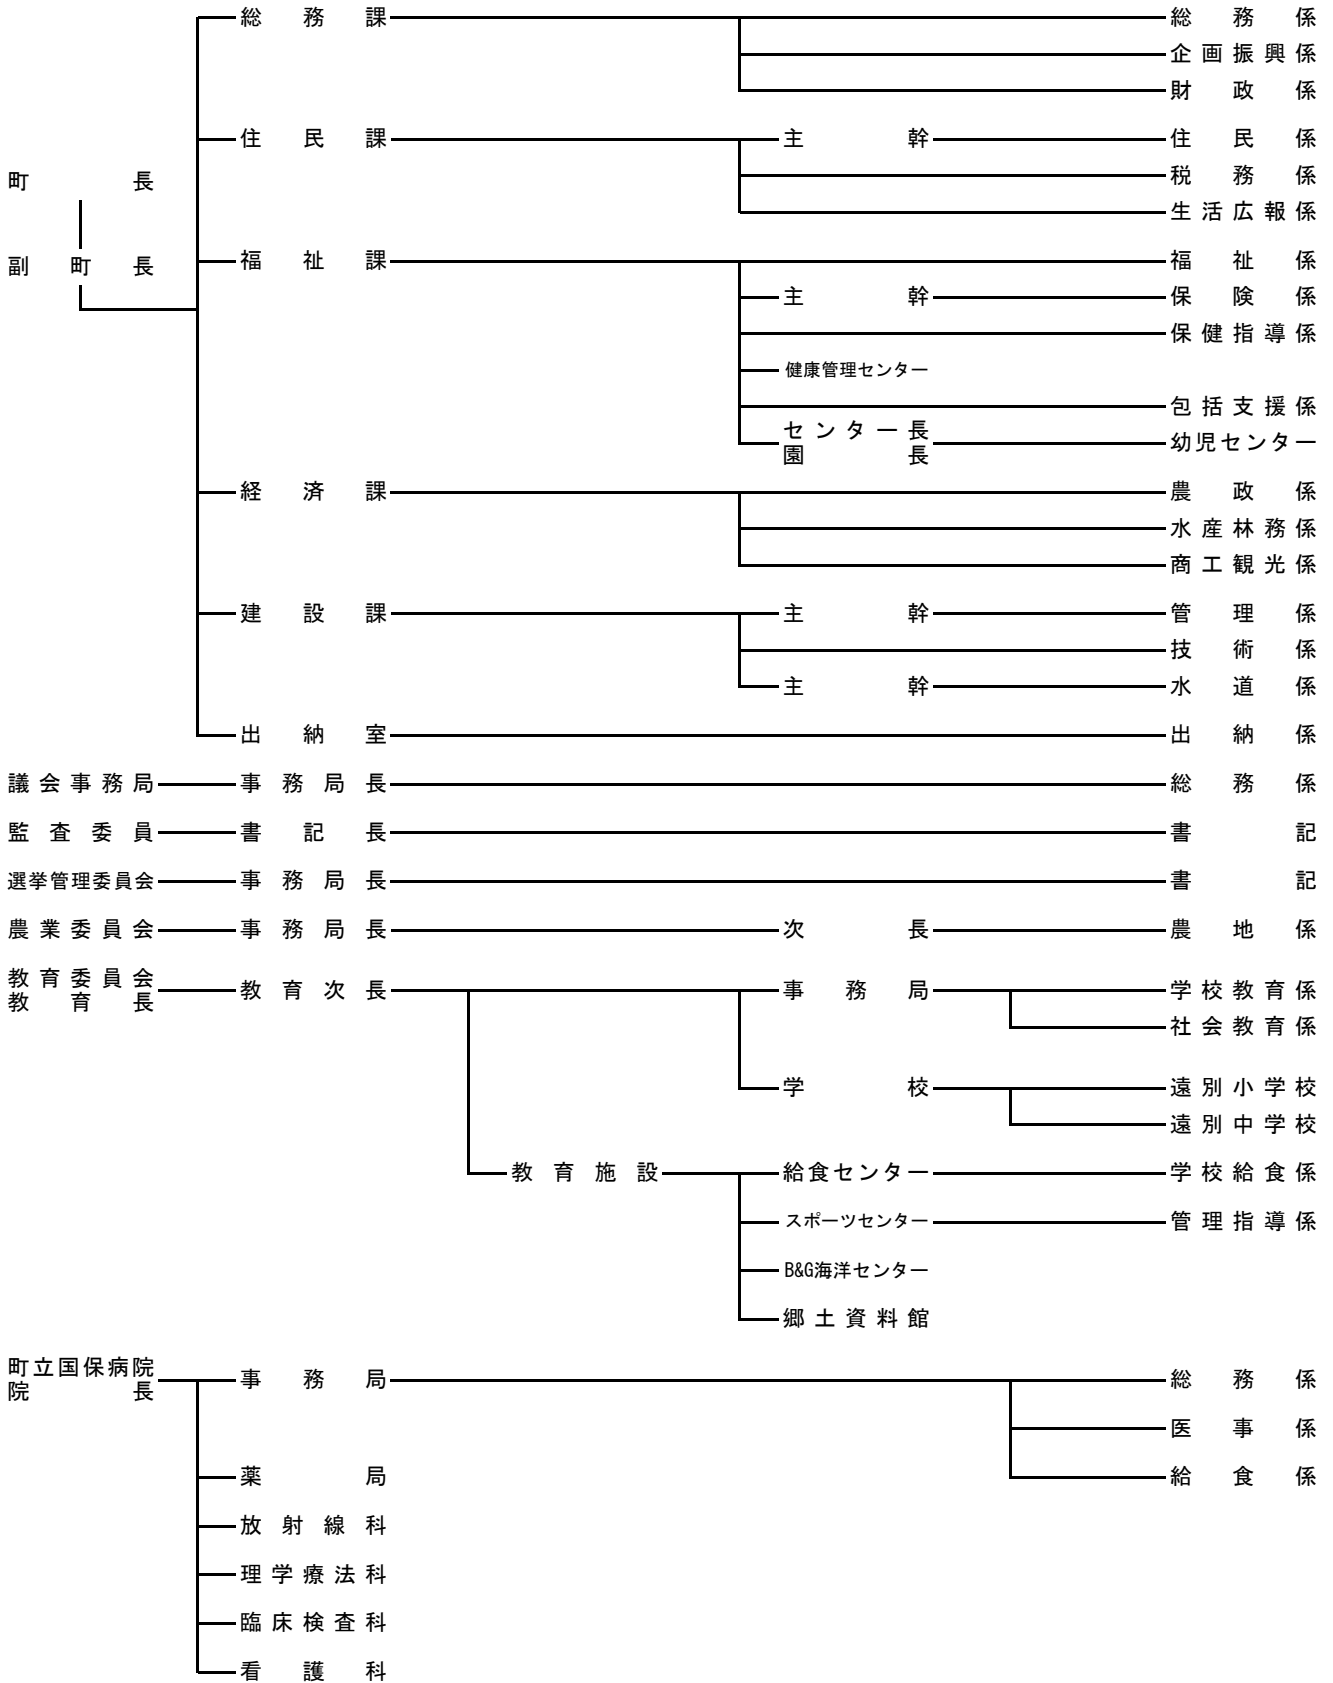 総務課 総務係
企画振興係
財政係
住民課 主幹 住民係
町長 税務係
生活広報係
副町長 福祉課 福祉係
主幹 保険係
保健指導係
健康管理センター
包括支援係
センター長
園長 幼児センター
経済課 農政係
水産林務係
商工観光係
建設課 主幹 管理係
技術係
主幹 水道係
出納室 出納係
議会事務局 事務局長 総務係
監査委員 書記長 書記
選挙管理委員会 事務局長 書記
農業委員会 事務局長 次長 農地係
教育委員会
教育長 教育次長 事務局 学校教育係
社会教育係
学校 遠別小学校
遠別中学校
教育施設 給食センター 学校給食係
スポーツセンター 管理指導係
B&G海洋センター
郷土資料館
町立国保病院
院長 事務局 総務係
医事係
薬局 給食係
放射線科
理学療法科
臨床検査科
看護科